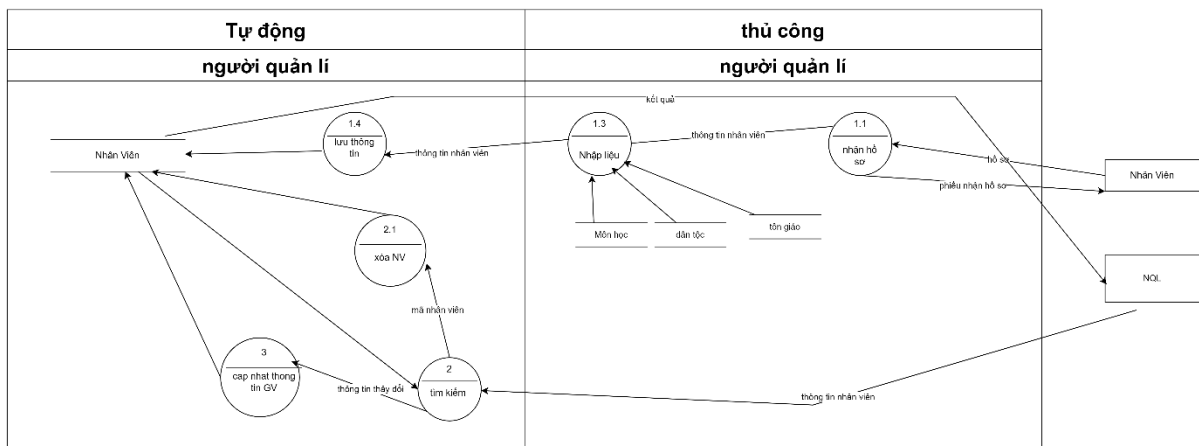 Tự động
thủ công
người quản lí
người quản lí
kết quả
1.4
lưu thông
tin
1.3
Nhập liệu
1.1
nhận hồ
sơ
thông tin nhân viên
thông tin nhân viên
Nhân Viên
hồ sơ
Nhân Viên
phiếu nhận hồ sơ
2.1
xóa NV
Môn học
dân tộc
tôn giáo
NQL
mã nhân viên
3
cap nhat thong
tin GV
thông tin thây đổi
2
tìm kiếm
thông tin nhân viên